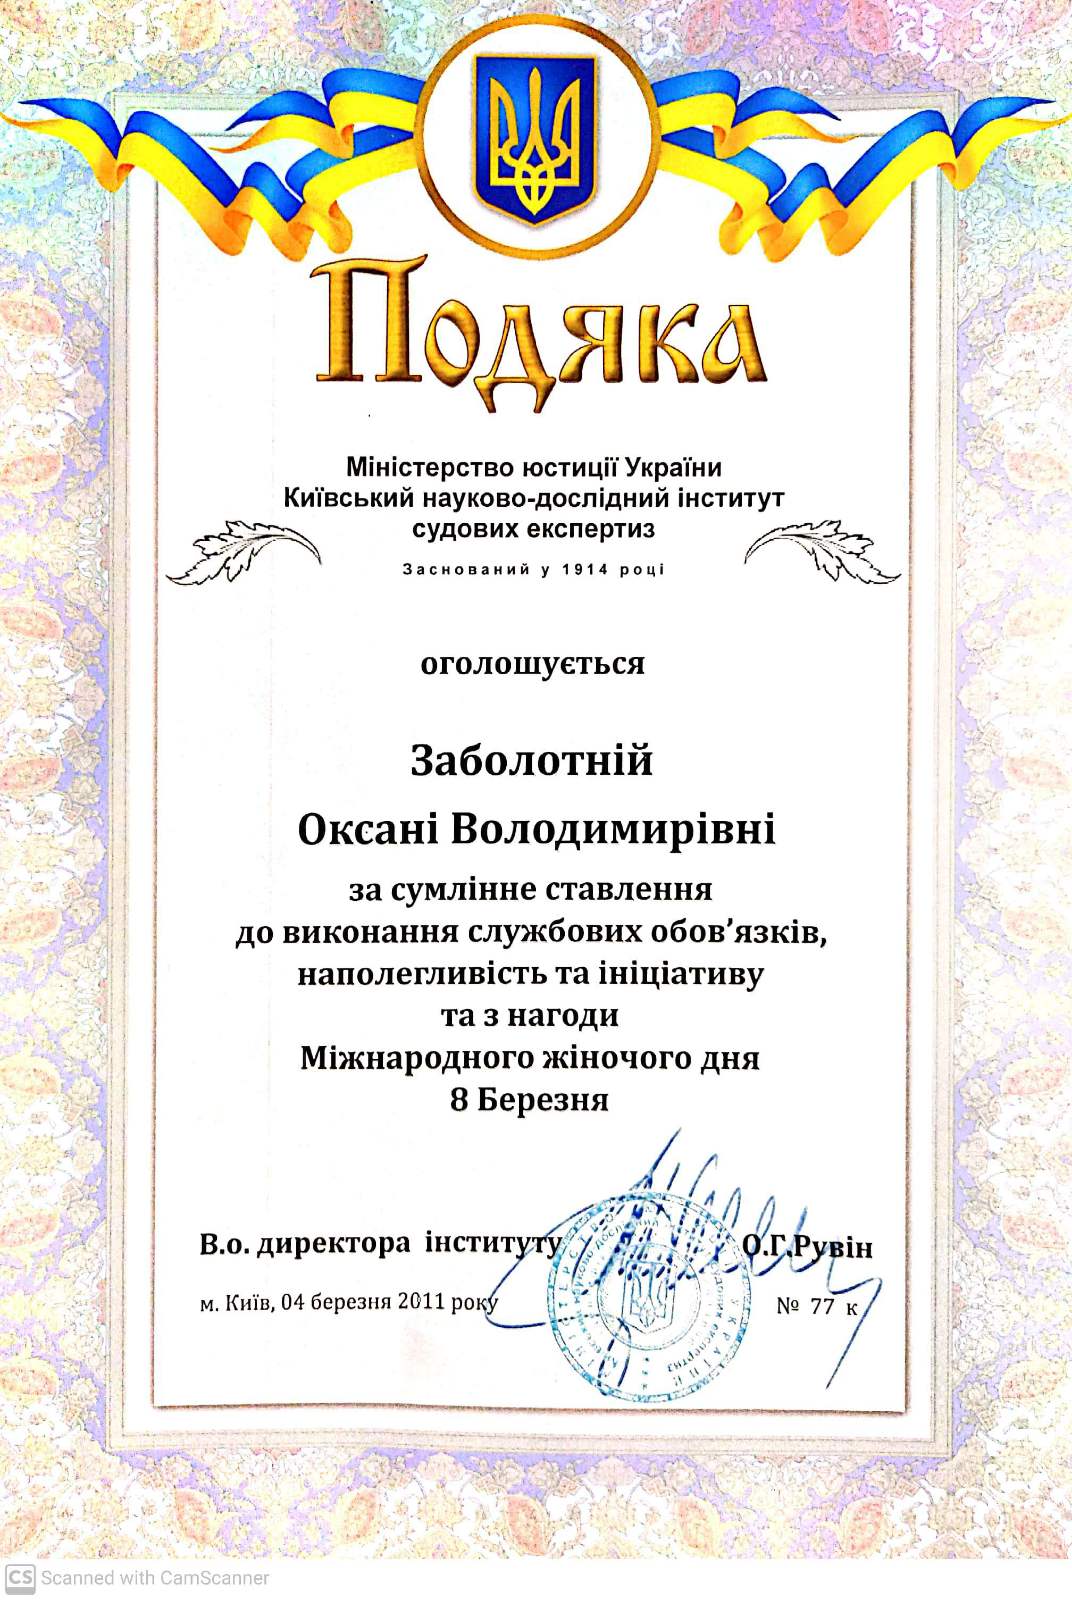 Подяка
Міністерство юстиції України
Київський науково-дослідний інститут
судових експертиз
Заснований у 1914 році
оголошується
Заболотній
Оксані Володимирівні
за сумлінне ставлення
до виконання службових обов’язків,
наполегливість та ініціативу
та з нагоди
Міжнародного жіночого дня
8 Березня
В.о. директора інституту О.Г.Рувін
м. Київ, 04 березня 2011 року № 77 к
CS Scanned with CamScanner